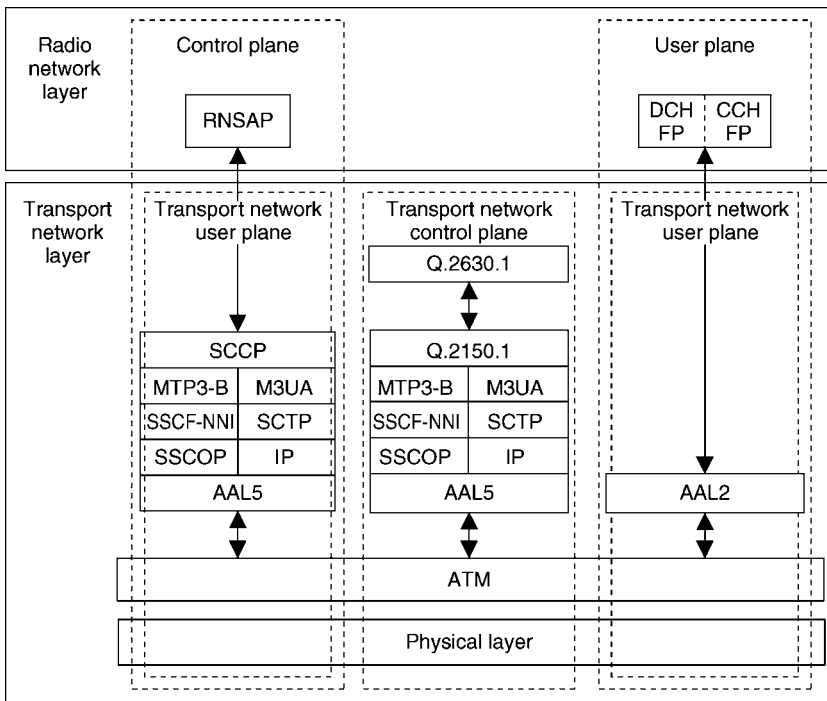 Radio
network
layer
Control plane
User plane
RNSAP
DCH
FP
CCH
FP
Transport
network
layer
Transport network
user plane
Transport network
control plane
Transport network
user plane
Q.2630.1
SCCP
MTP3-B
M3UA
SSCF-NNI
SCTP
SSCOP
IP
AAL5
Q.2150.1
MTP3-B
M3UA
SSCF-NNI
SCTP
SSCOP
IP
AAL5
AAL2
ATM
Physical layer